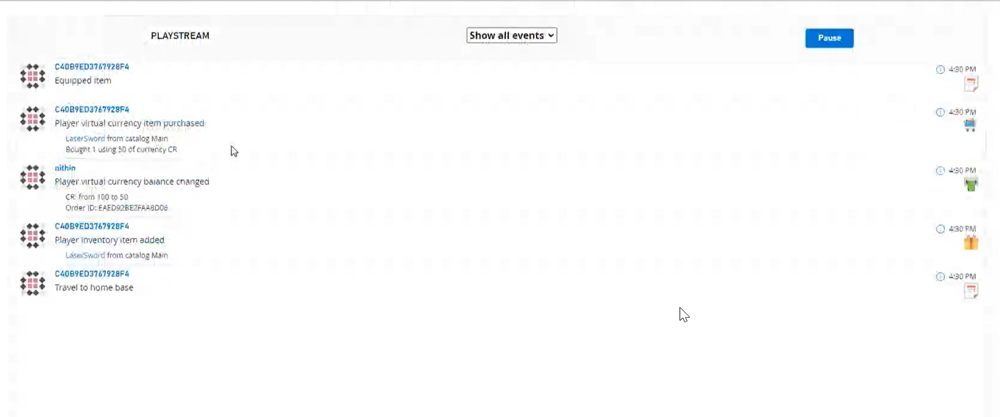 PLAYSTREAM
Show all events
Pause
C40B9ED3767928F4
4:30 PM
Equipped item
C40B9ED3767928F4
4:30 PM
Player virtual currency item purchased
LaserSword from catalog Main
Bought 1 using 50 of currency CR
nithin
4:30 PM
Player virtual currency balance changed
CR: from 100 to 50
Order ID: EAED92BE2FAA8D06
C40B9ED3767928F4
4:30 PM
Player inventory item added
LaserSword from catalog Main
C40B9ED3767928F4
4:30 PM
Travel to home base